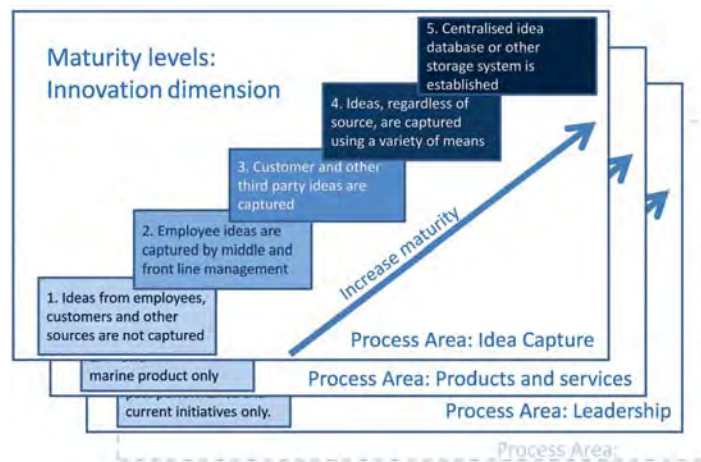 Maturity levels:
Innovation dimension
5. Centralised idea
database or other
storage system is
established
4. Ideas, regardless of
source, are captured
using a variety of means
3. Customer and other
third party ideas are
captured
2. Employee ideas are
captured by middle and
front line management
1. Ideas from employees,
customers and other
sources are not captured
Increase maturity
Process Area: Idea Capture
marine product only
Process Area: Products and services
current initiatives only.
Process Area: Leadership
Process Area: